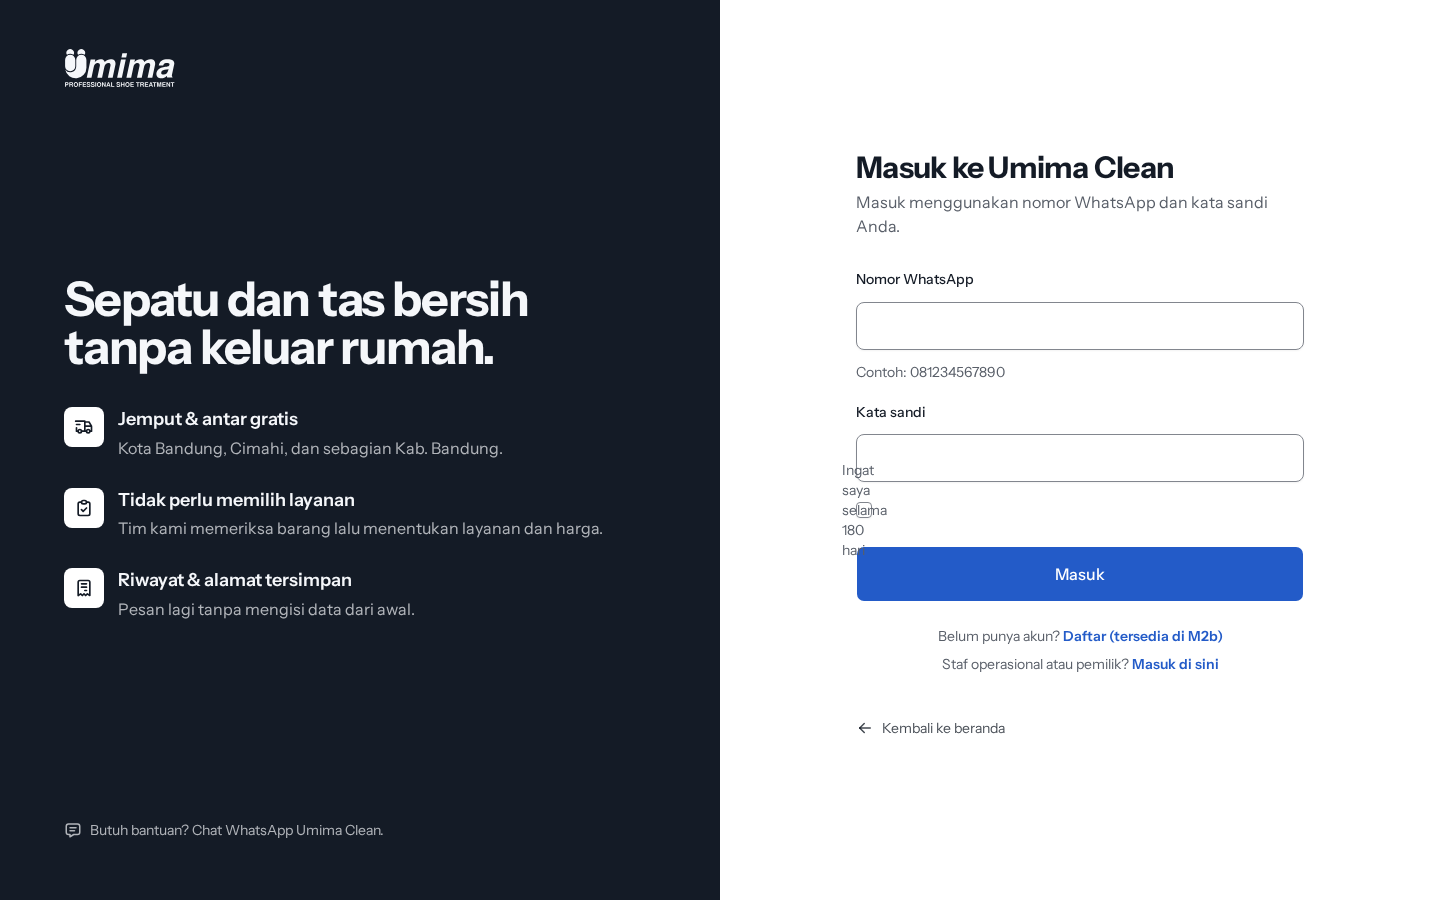 Ümima
PROFESSIONAL SHOE TREATMENT
Sepatu dan tas bersih
tanpa keluar rumah.
Jemput & antar gratis
Kota Bandung, Cimahi, dan sebagian Kab. Bandung.
Tidak perlu memilih layanan
Tim kami memeriksa barang lalu menentukan layanan dan harga.
Riwayat & alamat tersimpan
Pesan lagi tanpa mengisi data dari awal.
Butuh bantuan? Chat WhatsApp Umima Clean.
Masuk ke Umima Clean
Masuk menggunakan nomor WhatsApp dan kata sandi
Anda.
Nomor WhatsApp
Contoh: 081234567890
Kata sandi
Ingat
saya
selama
180
hari
Masuk
Belum punya akun? Daftar (tersedia di M2b)
Staf operasional atau pemilik? Masuk di sini
Kembali ke beranda